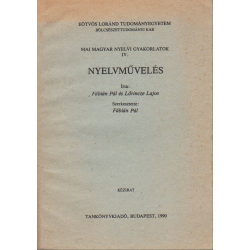 EÖTVÖS LORÁND TUDOMÁNYEGYETEM
BÖLCSÉSZETTUDOMÁNYI KAR
MAI MAGYAR NYELVI GYAKORLATOK
IV.
NYELVMŰVELÉS
Írta:
Fábián Pál és Lőrincze Lajos
Szerkesztette:
Fábián Pál
KÉZIRAT
TANKÖNYVKIADÓ, BUDAPEST, 1990